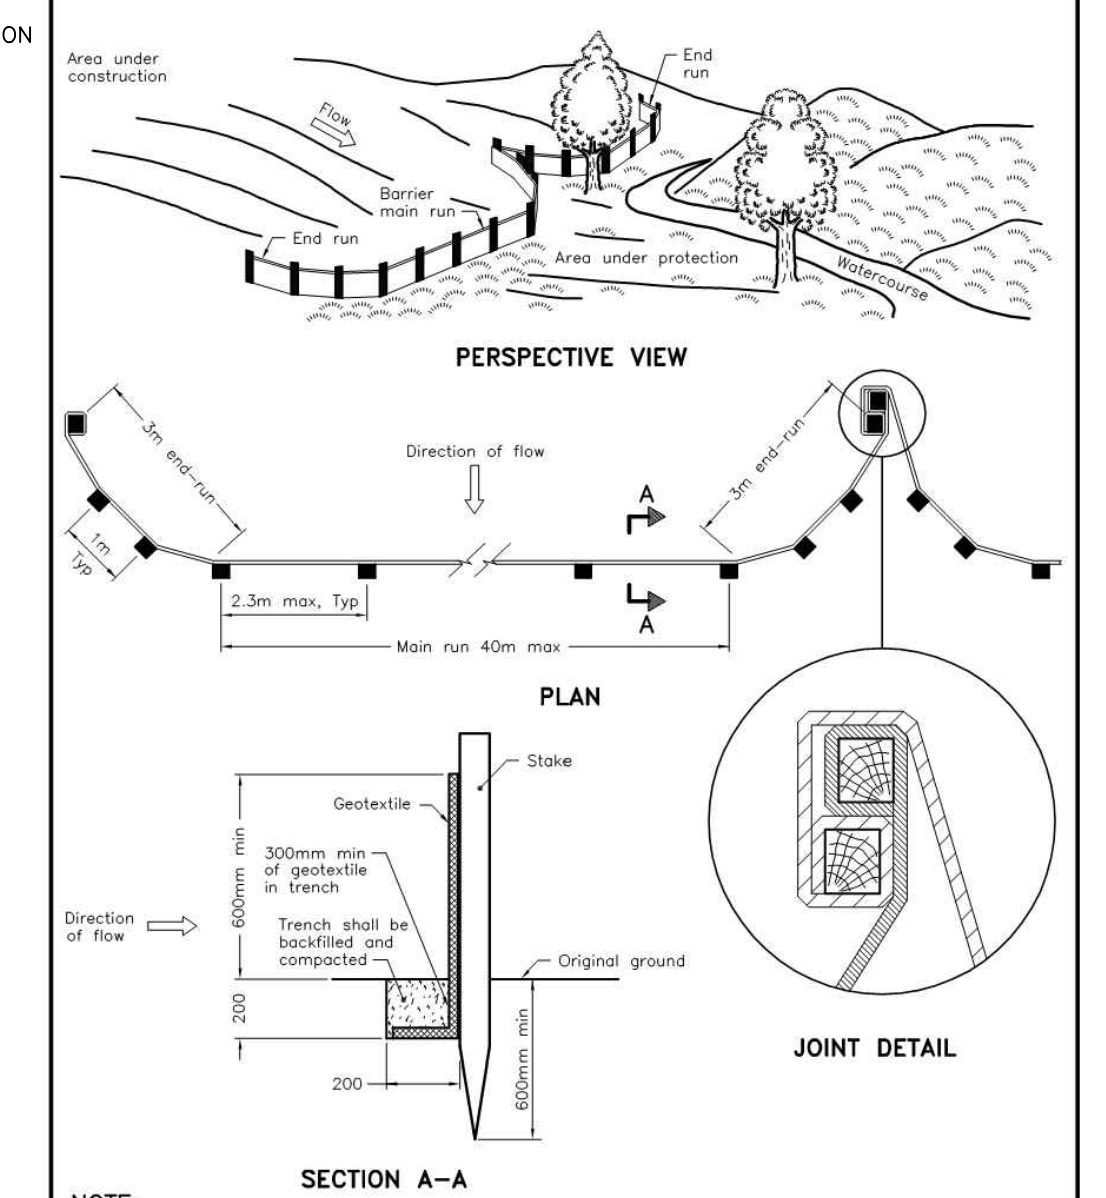 ON
Area under
construction
Flow
End
run
Barrier
main run
End run
Area under protection
Watercourse
PERSPECTIVE VIEW
3m end-run
Direction of flow
3m end-run
A
1m
Typ
2.3m max, Typ
A
Main run 40m max
PLAN
Stake
Geotextile
600mm min
300mm min
of geotextile
in trench
Direction
of flow
Trench shall be
backfilled and
compacted
Original ground
200
600mm min
200
JOINT DETAIL
SECTION A-A
NOTE